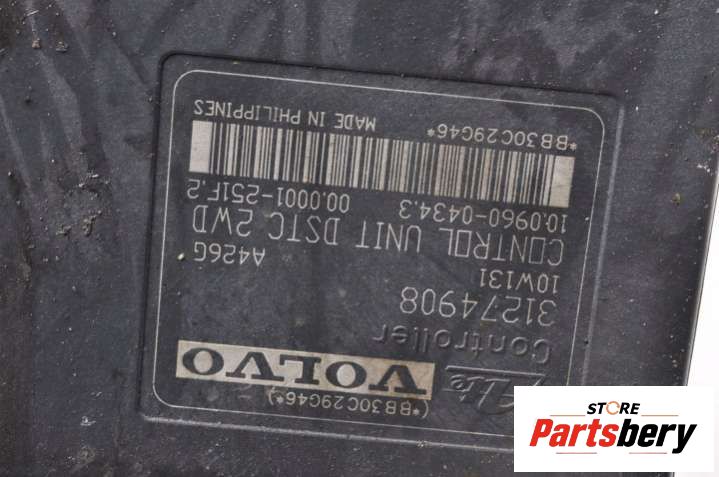 (*BB30C29G46*)
Ate VOLVO
Controller
31274908
10W131 A426G
CONTROL UNIT DSTC 2WD
10.0960-0434.3 00.0001-251F.2
*BB30C29G46* MADE IN PHILIPPINES
STORE
Partsbery